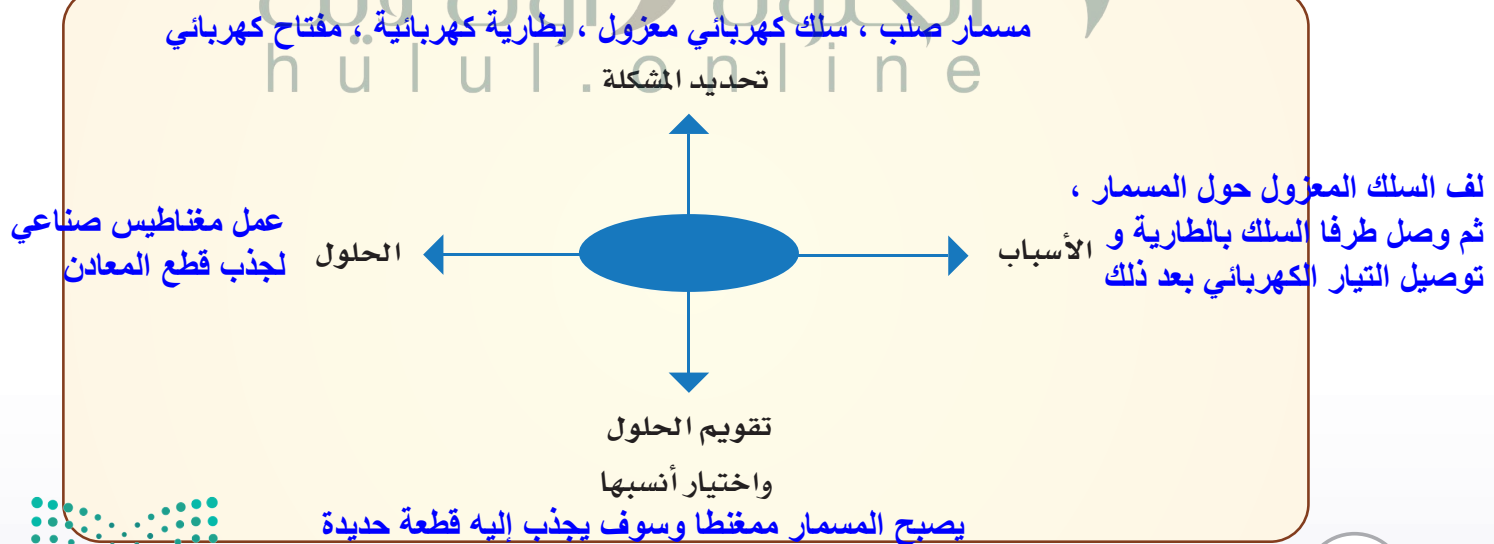 مسمار صلب ، سلك كهربائي معزول ، بطارية كهربائية ، مفتاح كهربائي
hülul.online
تحديد المشكلة
لف السلك المعزول حول المسمار ،
ثم وصل طرفا السلك بالطارية و
توصيل التيار الكهربائي بعد ذلك
الأسباب
الحلول
عمل مغناطيس صناعي
لجذب قطع المعادن
تقويم الحلول
واختيار أنسبها
يصبح المسمار ممغنطا وسوف يجذب إليه قطعة حديدة